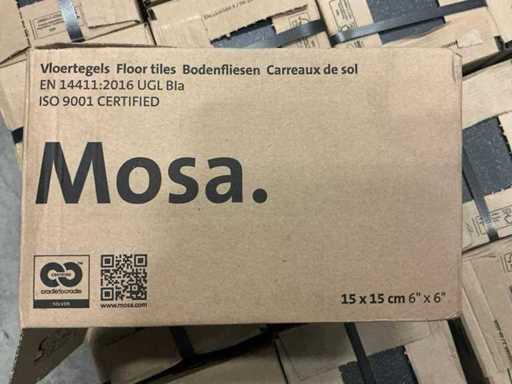 Vloertegels Floor tiles Bodenfliesen Carreaux de sol
EN 14411:2016 UGL BIa
ISO 9001 CERTIFIED
Mosa.
certified
cradletocradle
SILVER
www.mosa.com
15 x 15 cm 6" x 6"